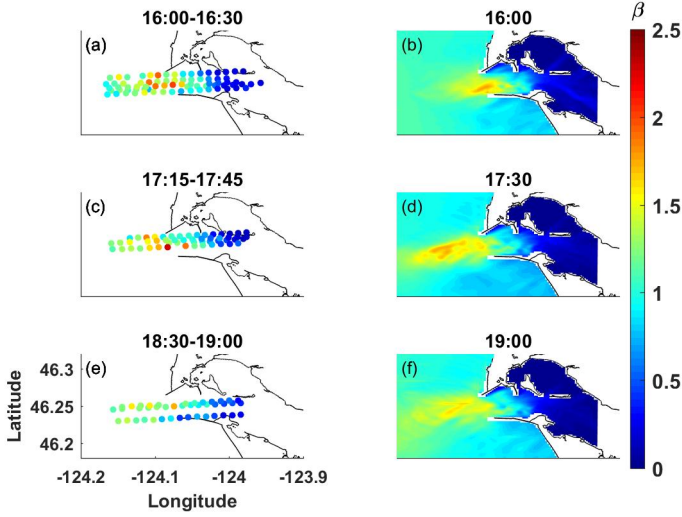 16:00-16:30
16:00
β
(a)
(b)
2.5
2
17:15-17:45
17:30
(c)
(d)
1.5
1
18:30-19:00
19:00
(e)
(f)
0.5
0
46.3
46.25
46.2
Latitude
-124.2
-124.1
-124
-123.9
Longitude